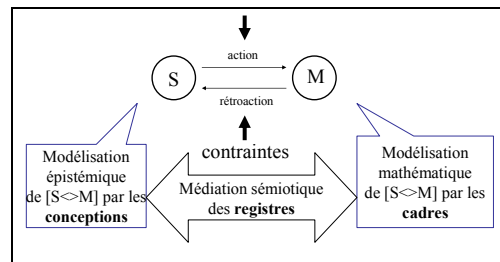 action
S
M
rétroaction
contraintes
Modélisation
épistémique
de [S<>M] par les
conceptions
Médiation sémiotique
des registres
Modélisation
mathématique
de [S<>M] par les
cadres